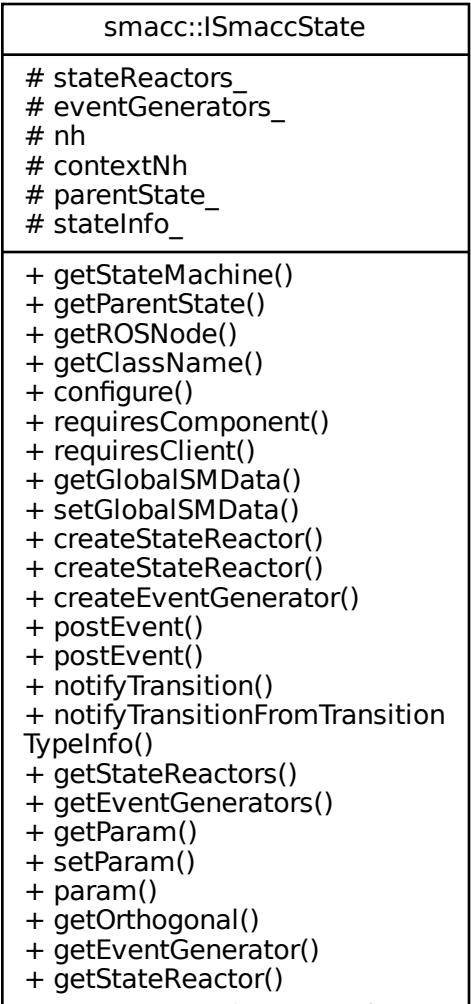 smacc::ISmaccState
# stateReactors_
# eventGenerators_
# nh
# contextNh
# parentState_
# stateInfo_
+ getStateMachine()
+ getParentState()
+ getROSNode()
+ getClassName()
+ configure()
+ requiresComponent()
+ requiresClient()
+ getGlobalSMData()
+ setGlobalSMData()
+ createStateReactor()
+ createStateReactor()
+ createEventGenerator()
+ postEvent()
+ postEvent()
+ notifyTransition()
+ notifyTransitionFromTransition
TypeInfo()
+ getStateReactors()
+ getEventGenerators()
+ getParam()
+ setParam()
+ param()
+ getOrthogonal()
+ getEventGenerator()
+ getStateReactor()